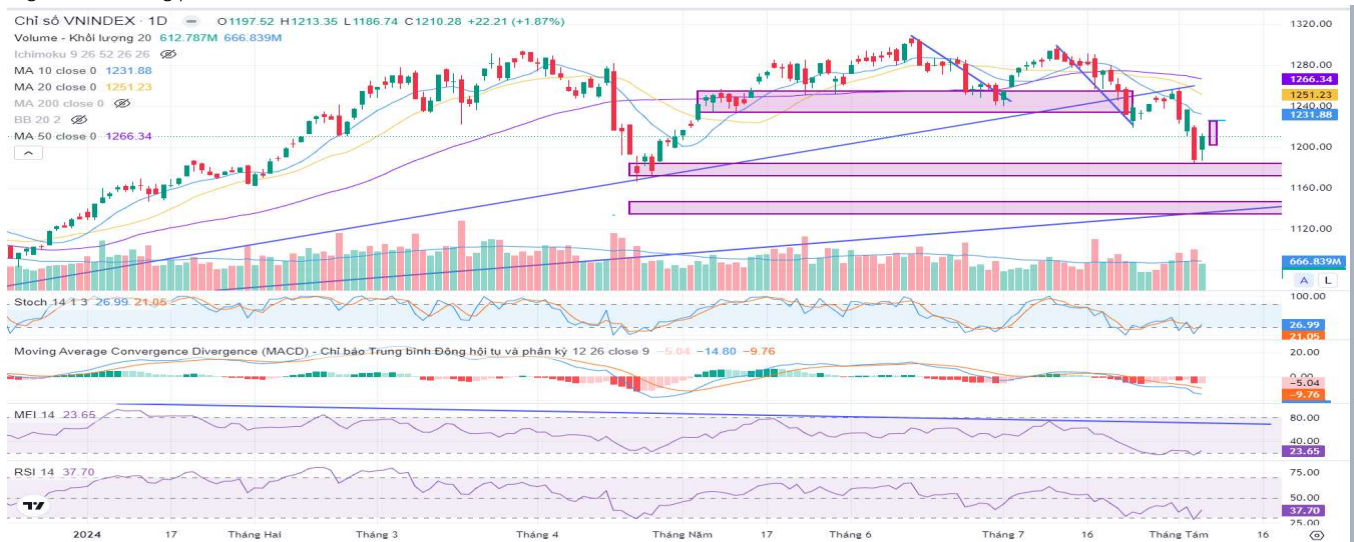 Chỉ số VNINDEX · 1D O1197.52 H1213.35 L1186.74 C1210.28 +22.21 (+1.87%)
Volume - Khối lượng 20 612.787M 666.839M
Ichimoku 9 26 52 26 26
MA 10 close 0 1231.88
MA 20 close 0 1251.23
MA 200 close 0
BB 20 2
MA 50 close 0 1266.34
1320.00
1280.00
1266.34
1251.23
1240.00
1231.88
1200.00
1160.00
1120.00
666.839M
A L
Stoch 14 1 3 26.99 21.05
100.00
26.99
21.05
Moving Average Convergence Divergence (MACD) - Chỉ báo Trung bình Động hội tụ và phân kỳ 12 26 close 9 −5.04 −14.80 −9.76
20.00
0.00
−5.04
−9.76
MFI 14 23.65
80.00
40.00
23.65
RSI 14 37.70
75.00
50.00
37.70
25.00
2024 17 Tháng Hai Tháng 3 Tháng 4 Tháng Năm 17 Tháng 6 Tháng 7 16 Tháng Tám 16